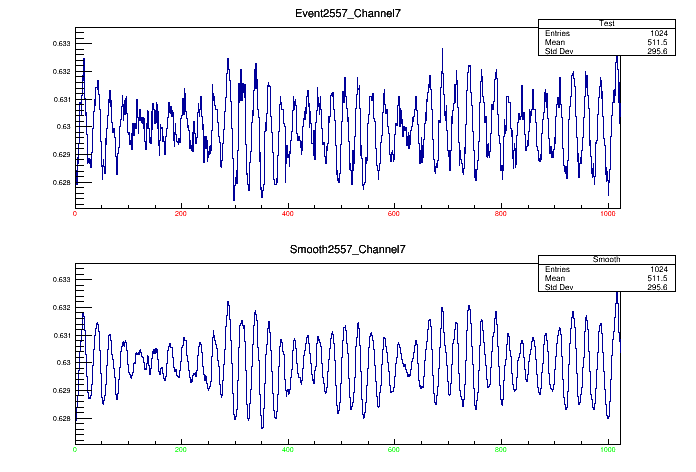 Event2557_Channel7
Test
Entries 1024
Mean 511.5
Std Dev 295.6
0.633
0.632
0.631
0.63
0.629
0.628
0 200 400 600 800 1000
Smooth2557_Channel7
Smooth
Entries 1024
Mean 511.5
Std Dev 295.6
0.633
0.632
0.631
0.63
0.629
0.628
0 200 400 600 800 1000